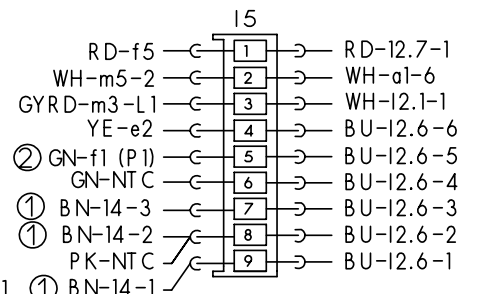 15
RD-f5 1 RD-12.7-1
WH-m5-2 2 WH-a1-6
GYRD-m3-L1 3 WH-12.1-1
YE-e2 4 BU-12.6-6
② GN-f1 (P1) 5 BU-12.6-5
GN-NTC 6 BU-12.6-4
① BN-14-3 7 BU-12.6-3
① BN-14-2 8 BU-12.6-2
PK-NTC 9 BU-12.6-1
1 ① BN-14-1